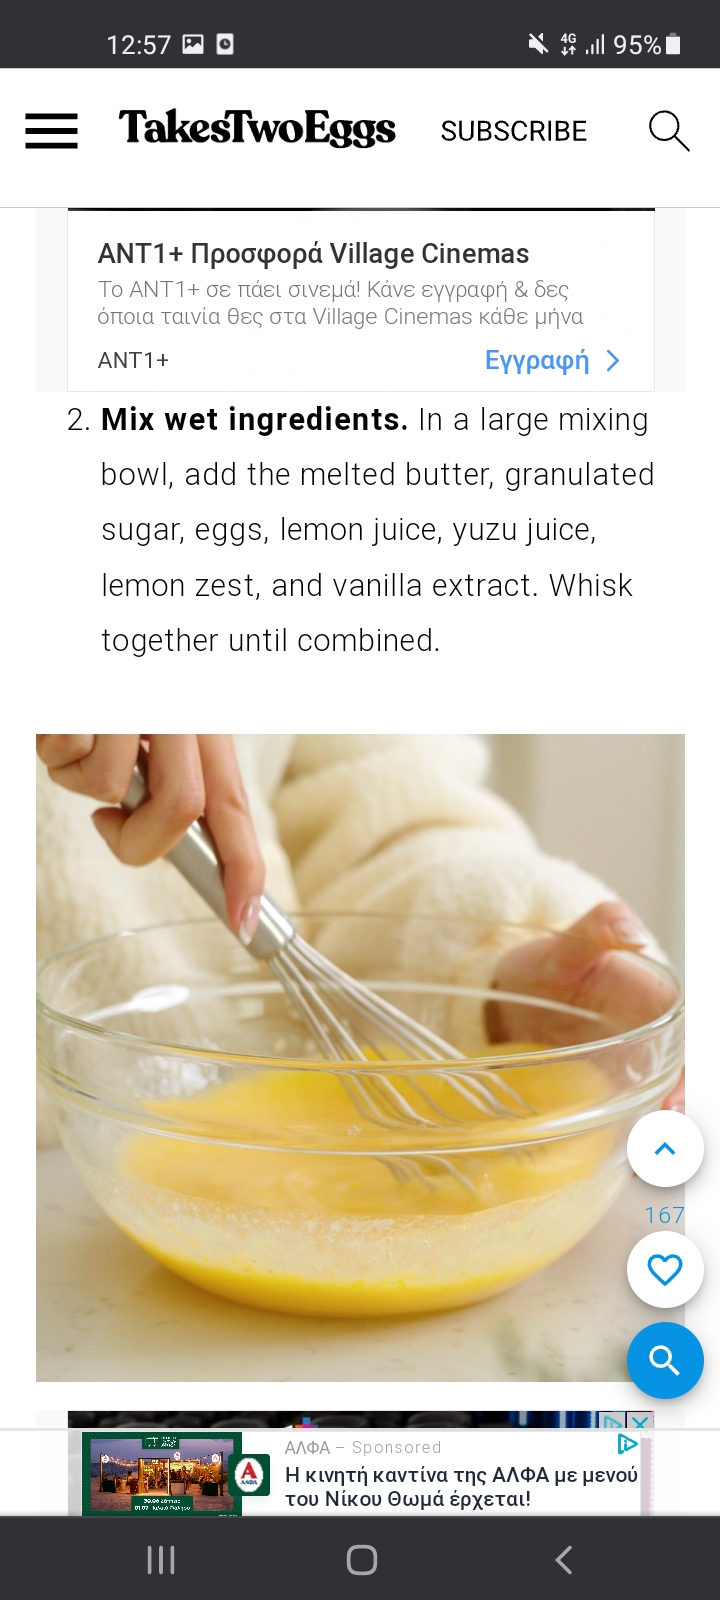 12:57
4G
95%
TakesTwoEggs
SUBSCRIBE
ANT1+ Προσφορά Village Cinemas
Το ANT1+ σε πάει σινεμά! Κάνε εγγραφή & δες
όποια ταινία θες στα Village Cinemas κάθε μήνα
ANT1+
Εγγραφή
2. Mix wet ingredients. In a large mixing
bowl, add the melted butter, granulated
sugar, eggs, lemon juice, yuzu juice,
lemon zest, and vanilla extract. Whisk
together until combined.
167
ΑΛΦΑ – Sponsored
Η κινητή καντίνα της ΑΛΦΑ με μενού
του Νίκου Θωμά έρχεται!